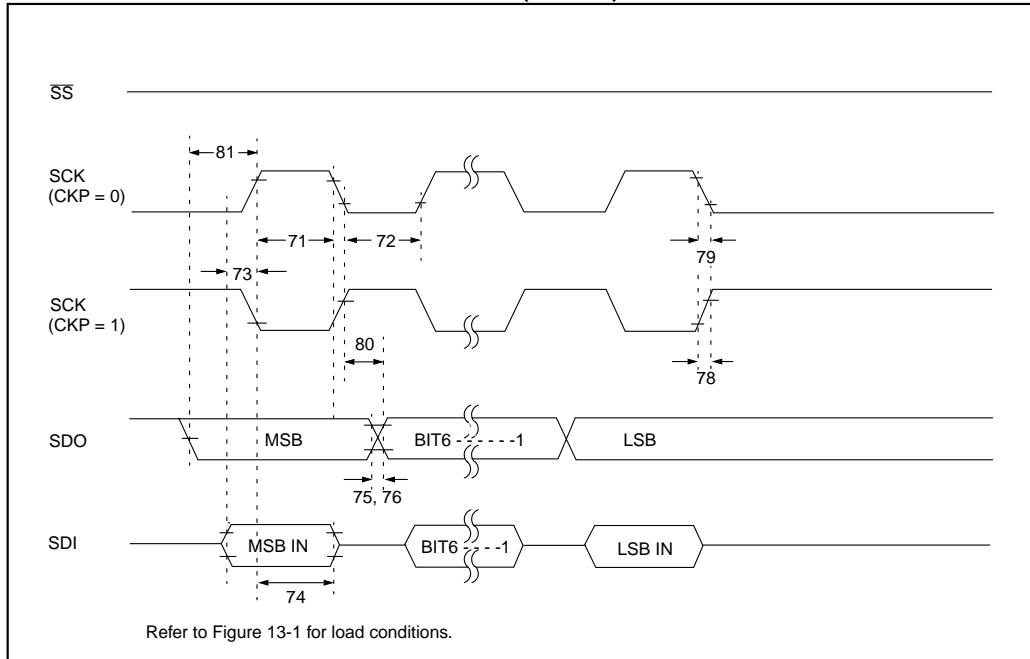 SS
81
SCK
(CKP = 0)
71
72
79
73
SCK
(CKP = 1)
80
78
SDO
MSB
BIT6 - - - - - -1
LSB
75, 76
SDI
MSB IN
BIT6 - - - - -1
LSB IN
74
Refer to Figure 13-1 for load conditions.